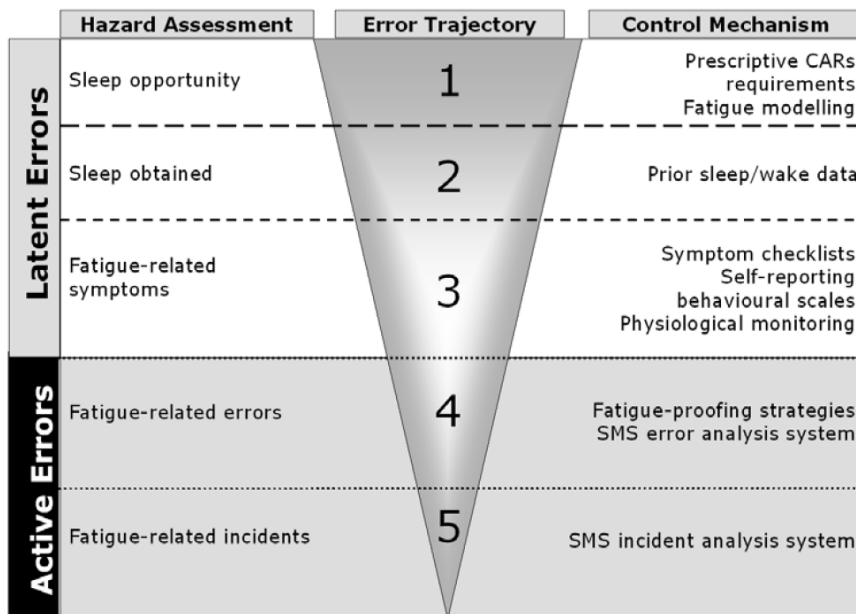 Hazard Assessment
Error Trajectory
Control Mechanism
Latent Errors
Sleep opportunity
1
Prescriptive CARs
requirements
Fatigue modelling
Sleep obtained
2
Prior sleep/wake data
Fatigue-related
symptoms
3
Symptom checklists
Self-reporting
behavioural scales
Physiological monitoring
Active Errors
Fatigue-related errors
4
Fatigue-proofing strategies
SMS error analysis system
Fatigue-related incidents
5
SMS incident analysis system